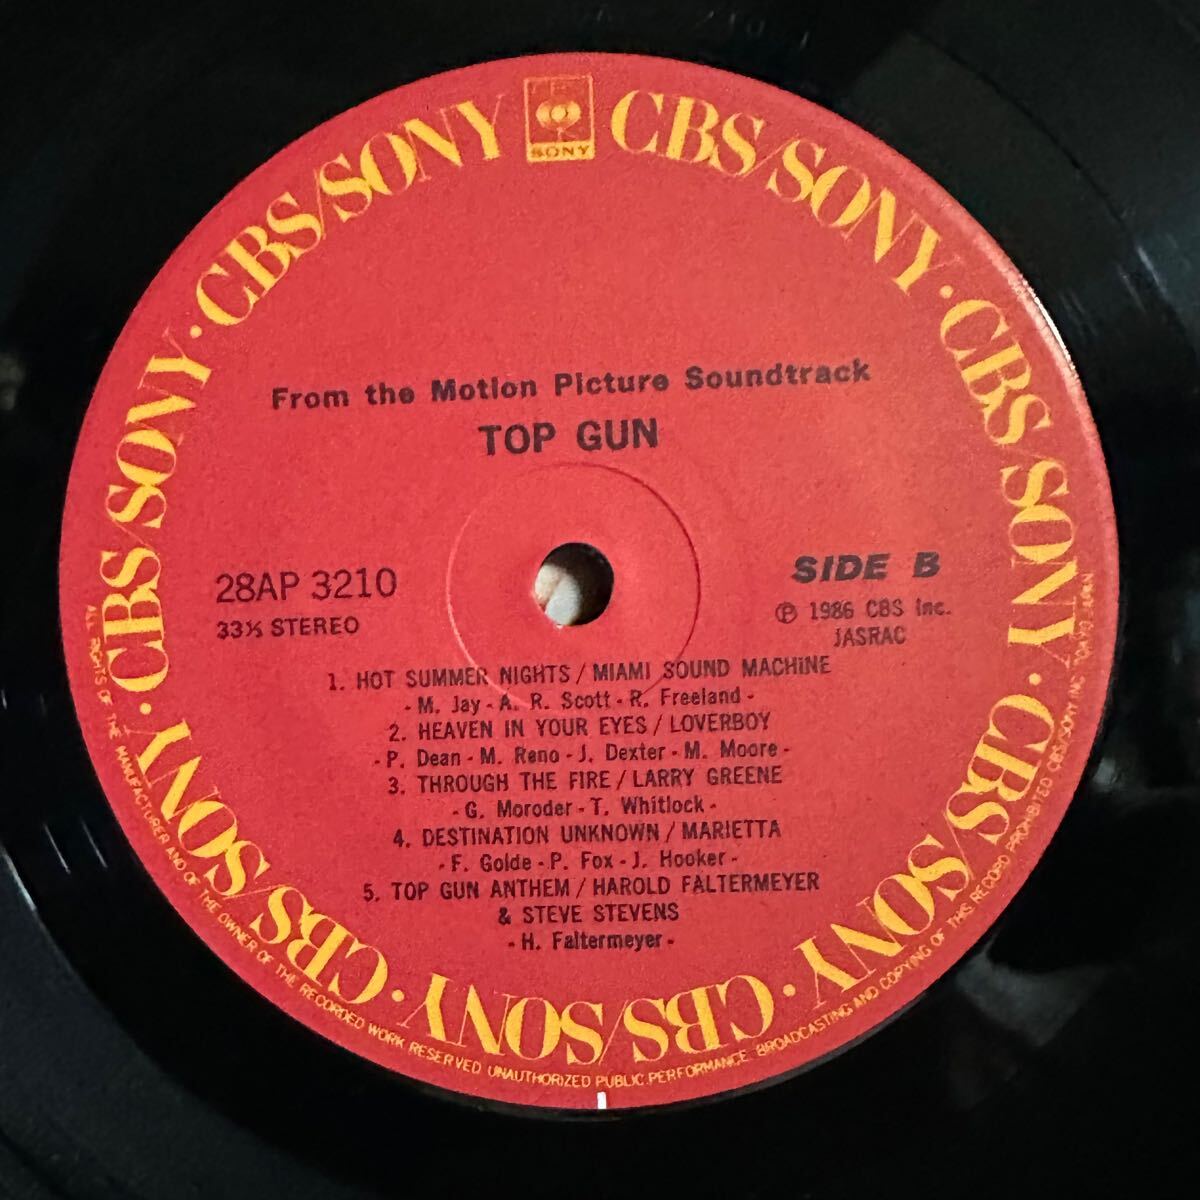 SONY
CBS/SONY · CBS/SONY · CBS/SONY · CBS/SONY · CBS/SONY · CBS/SONY · CBS/SONY · CBS/SONY
From the Motion Picture Soundtrack
TOP GUN
28AP 3210
33⅓ STEREO
SIDE B
Ⓟ 1986 CBS Inc.
JASRAC
1. HOT SUMMER NIGHTS / MIAMI SOUND MACHINE
- M. Jay - A. R. Scott - R. Freeland -
2. HEAVEN IN YOUR EYES / LOVERBOY
- P. Dean - M. Reno - J. Dexter - M. Moore -
3. THROUGH THE FIRE / LARRY GREENE
- G. Moroder - T. Whitlock -
4. DESTINATION UNKNOWN / MARIETTA
- F. Golde - P. Fox - J. Hooker -
5. TOP GUN ANTHEM / HAROLD FALTERMEYER
& STEVE STEVENS
- H. Faltermeyer -
ALL RIGHTS OF THE MANUFACTURER AND OF THE OWNER OF THE RECORDED WORK RESERVED UNAUTHORIZED PUBLIC PERFORMANCE BROADCASTING AND COPYING OF THIS RECORD PROHIBITED CBS/SONY INC TOKYO JAPAN